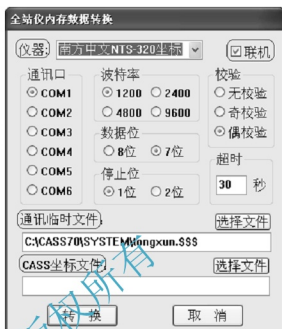 全站仪内存数据转换
仪器: 南方中文NTS-320坐标 联机
通讯口 波特率 校验
COM1 1200 2400 无校验
COM2 4800 9600 奇校验
COM3 数据位 偶校验
COM4 8位 7位 超时
COM5 停止位 30 秒
COM6 1位 2位
通讯临时文件: 选择文件
C:\CASS70\SYSTEM\tongxun.$$$
CASS坐标文件: 选择文件
转 换 取 消
权所有